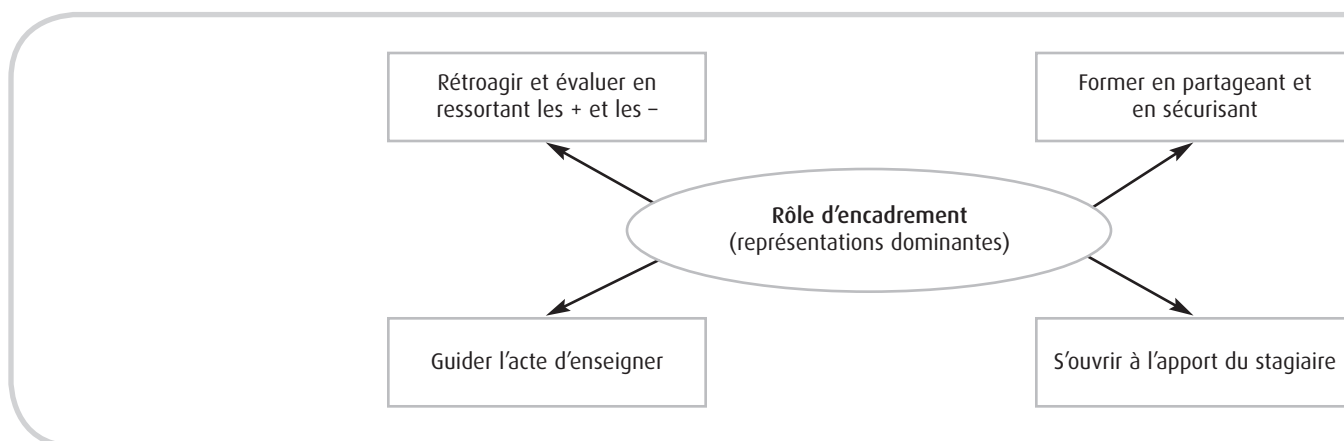 Rétroagir et évaluer en
ressortant les + et les –
Former en partageant et
en sécurisant
Rôle d’encadrement
(représentations dominantes)
Guider l’acte d’enseigner
S’ouvrir à l’apport du stagiaire